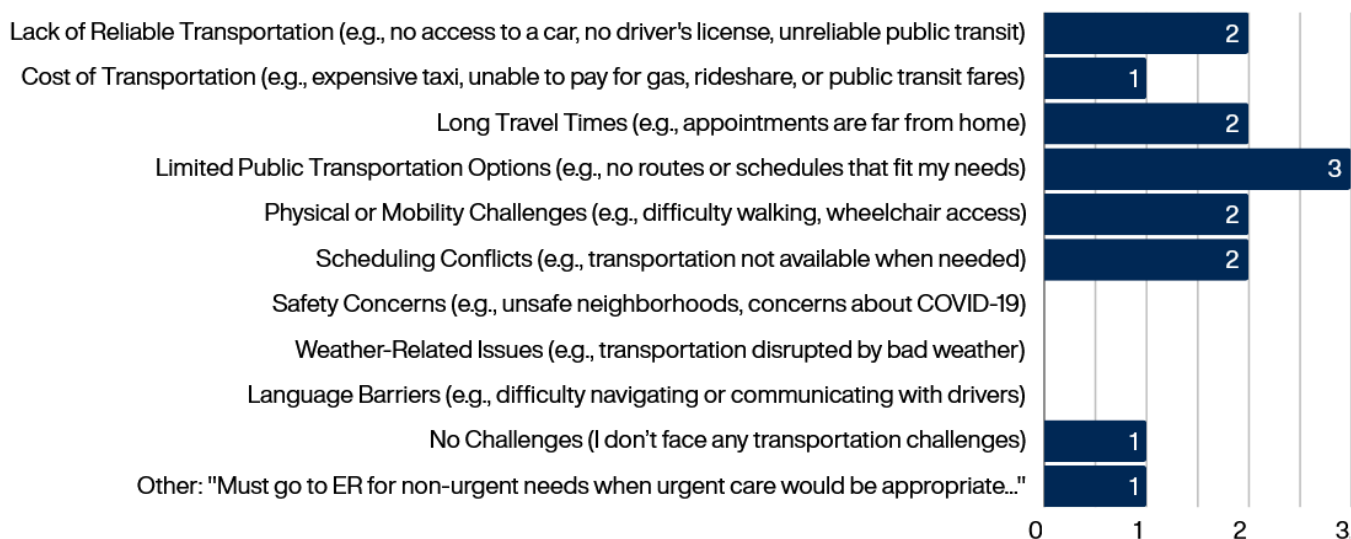 Lack of Reliable Transportation (e.g., no access to a car, no driver's license, unreliable public transit) 2
Cost of Transportation (e.g., expensive taxi, unable to pay for gas, rideshare, or public transit fares) 1
Long Travel Times (e.g., appointments are far from home) 2
Limited Public Transportation Options (e.g., no routes or schedules that fit my needs) 3
Physical or Mobility Challenges (e.g., difficulty walking, wheelchair access) 2
Scheduling Conflicts (e.g., transportation not available when needed) 2
Safety Concerns (e.g., unsafe neighborhoods, concerns about COVID-19)
Weather-Related Issues (e.g., transportation disrupted by bad weather)
Language Barriers (e.g., difficulty navigating or communicating with drivers)
No Challenges (I don’t face any transportation challenges) 1
Other: "Must go to ER for non-urgent needs when urgent care would be appropriate..." 1
0 1 2 3